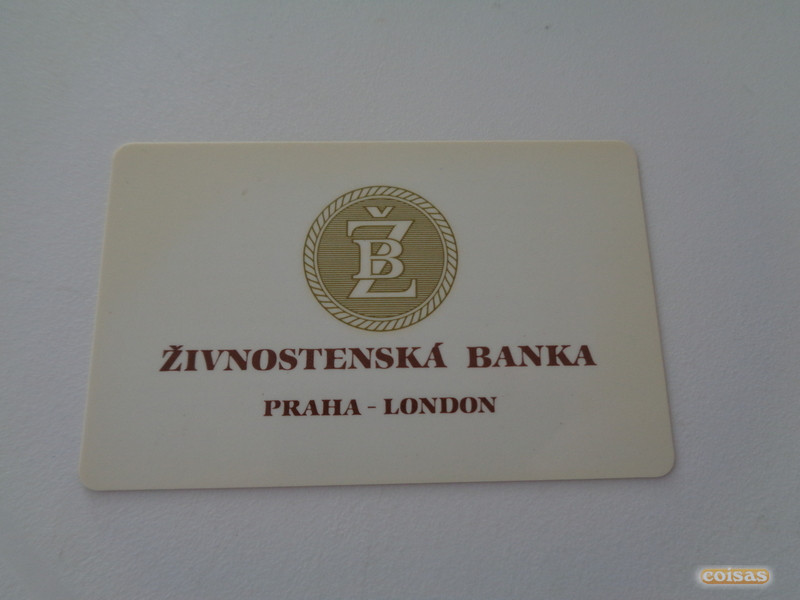 ŽB
ŽIVNOSTENSKÁ BANKA
PRAHA - LONDON
coisas